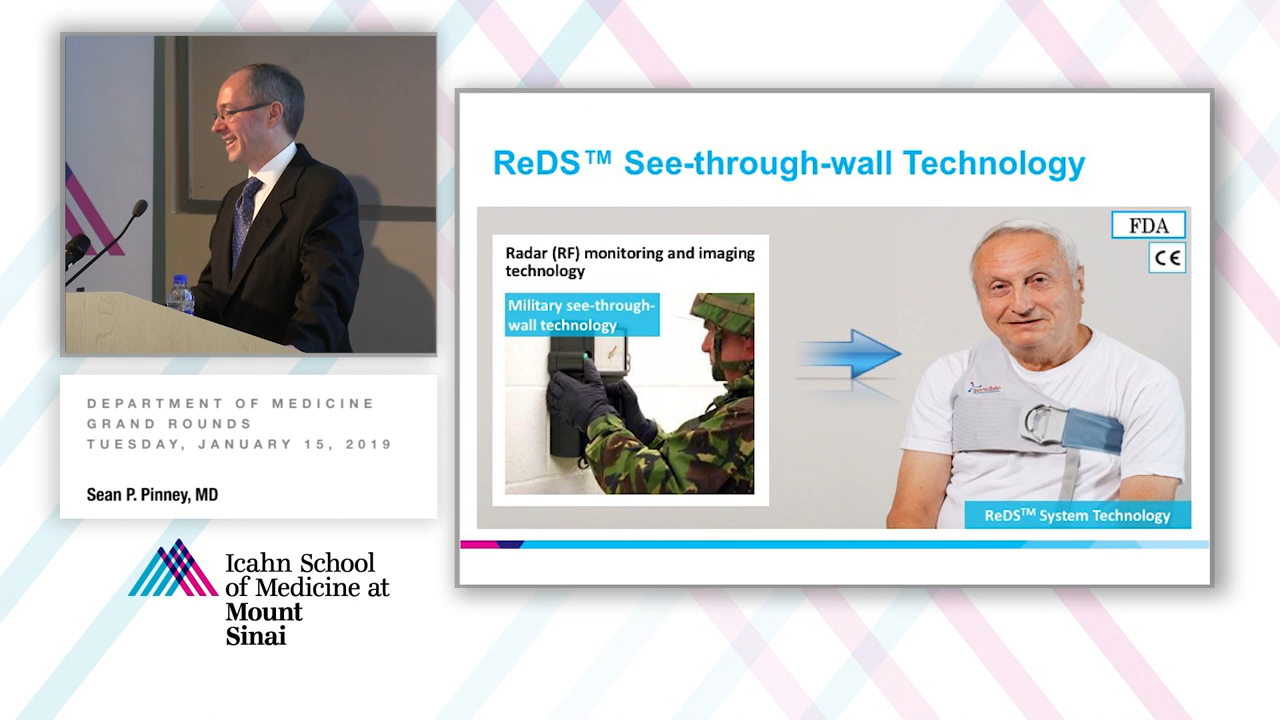 DEPARTMENT OF MEDICINE
GRAND ROUNDS
TUESDAY, JANUARY 15, 2019
Sean P. Pinney, MD
Icahn School
of Medicine at
Mount
Sinai
ReDS™ See-through-wall Technology
Radar (RF) monitoring and imaging
technology
Military see-through-
wall technology
FDA
CE
sensible
ReDS™ System Technology